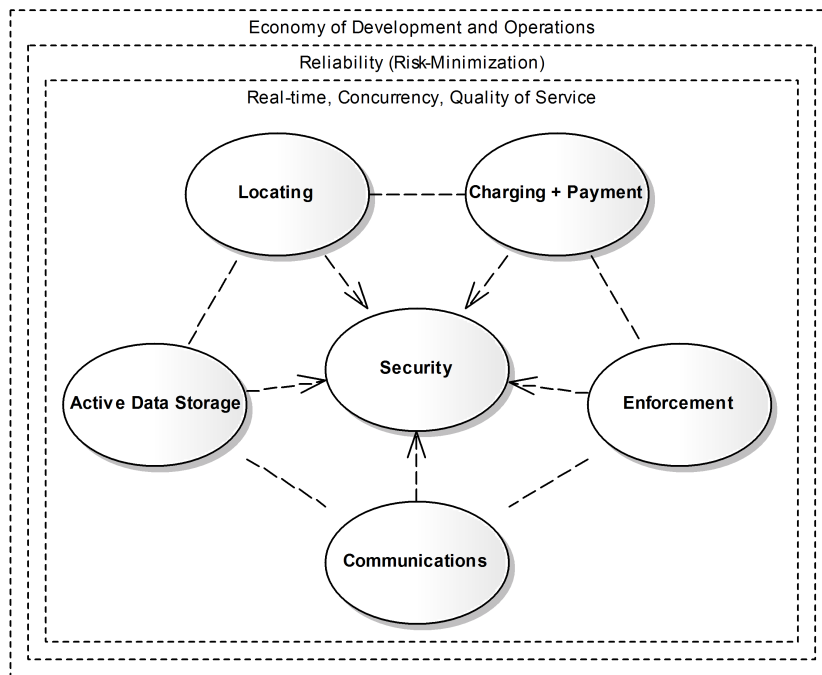 Economy of Development and Operations
Reliability (Risk-Minimization)
Real-time, Concurrency, Quality of Service
Locating
Charging + Payment
Security
Active Data Storage
Enforcement
Communications